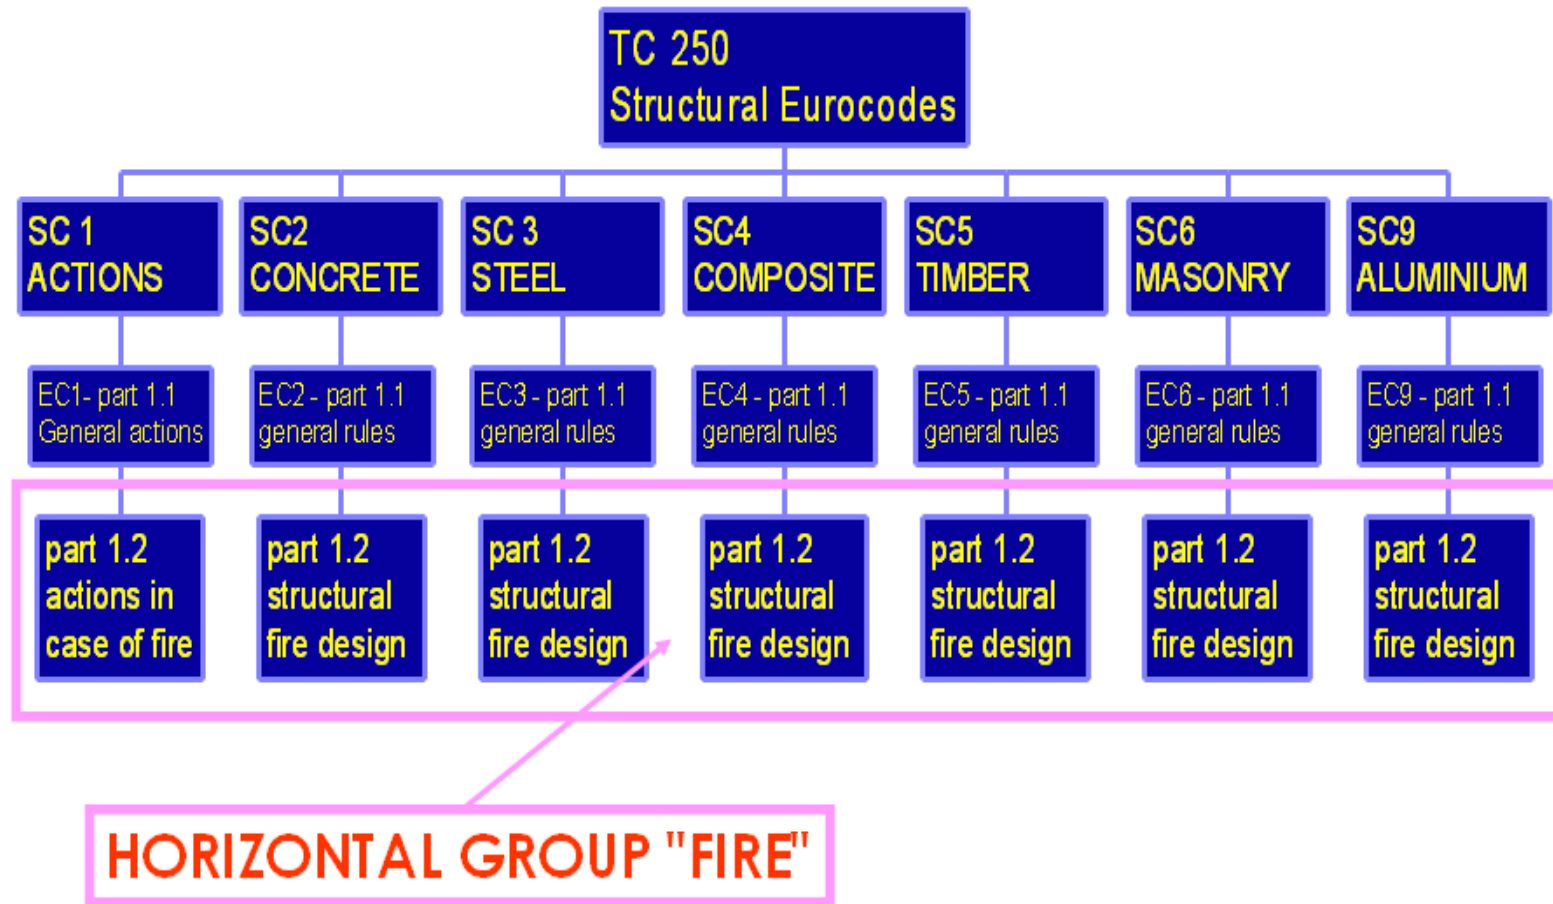 TC 250
Structural Eurocodes
SC 1
ACTIONS
SC2
CONCRETE
SC 3
STEEL
SC4
COMPOSITE
SC5
TIMBER
SC6
MASONRY
SC9
ALUMINIUM
EC1- part 1.1
General actions
EC2 - part 1.1
general rules
EC3 - part 1.1
general rules
EC4 - part 1.1
general rules
EC5 - part 1.1
general rules
EC6 - part 1.1
general rules
EC9 - part 1.1
general rules
part 1.2
actions in
case of fire
part 1.2
structural
fire design
part 1.2
structural
fire design
part 1.2
structural
fire design
part 1.2
structural
fire design
part 1.2
structural
fire design
part 1.2
structural
fire design
HORIZONTAL GROUP "FIRE"